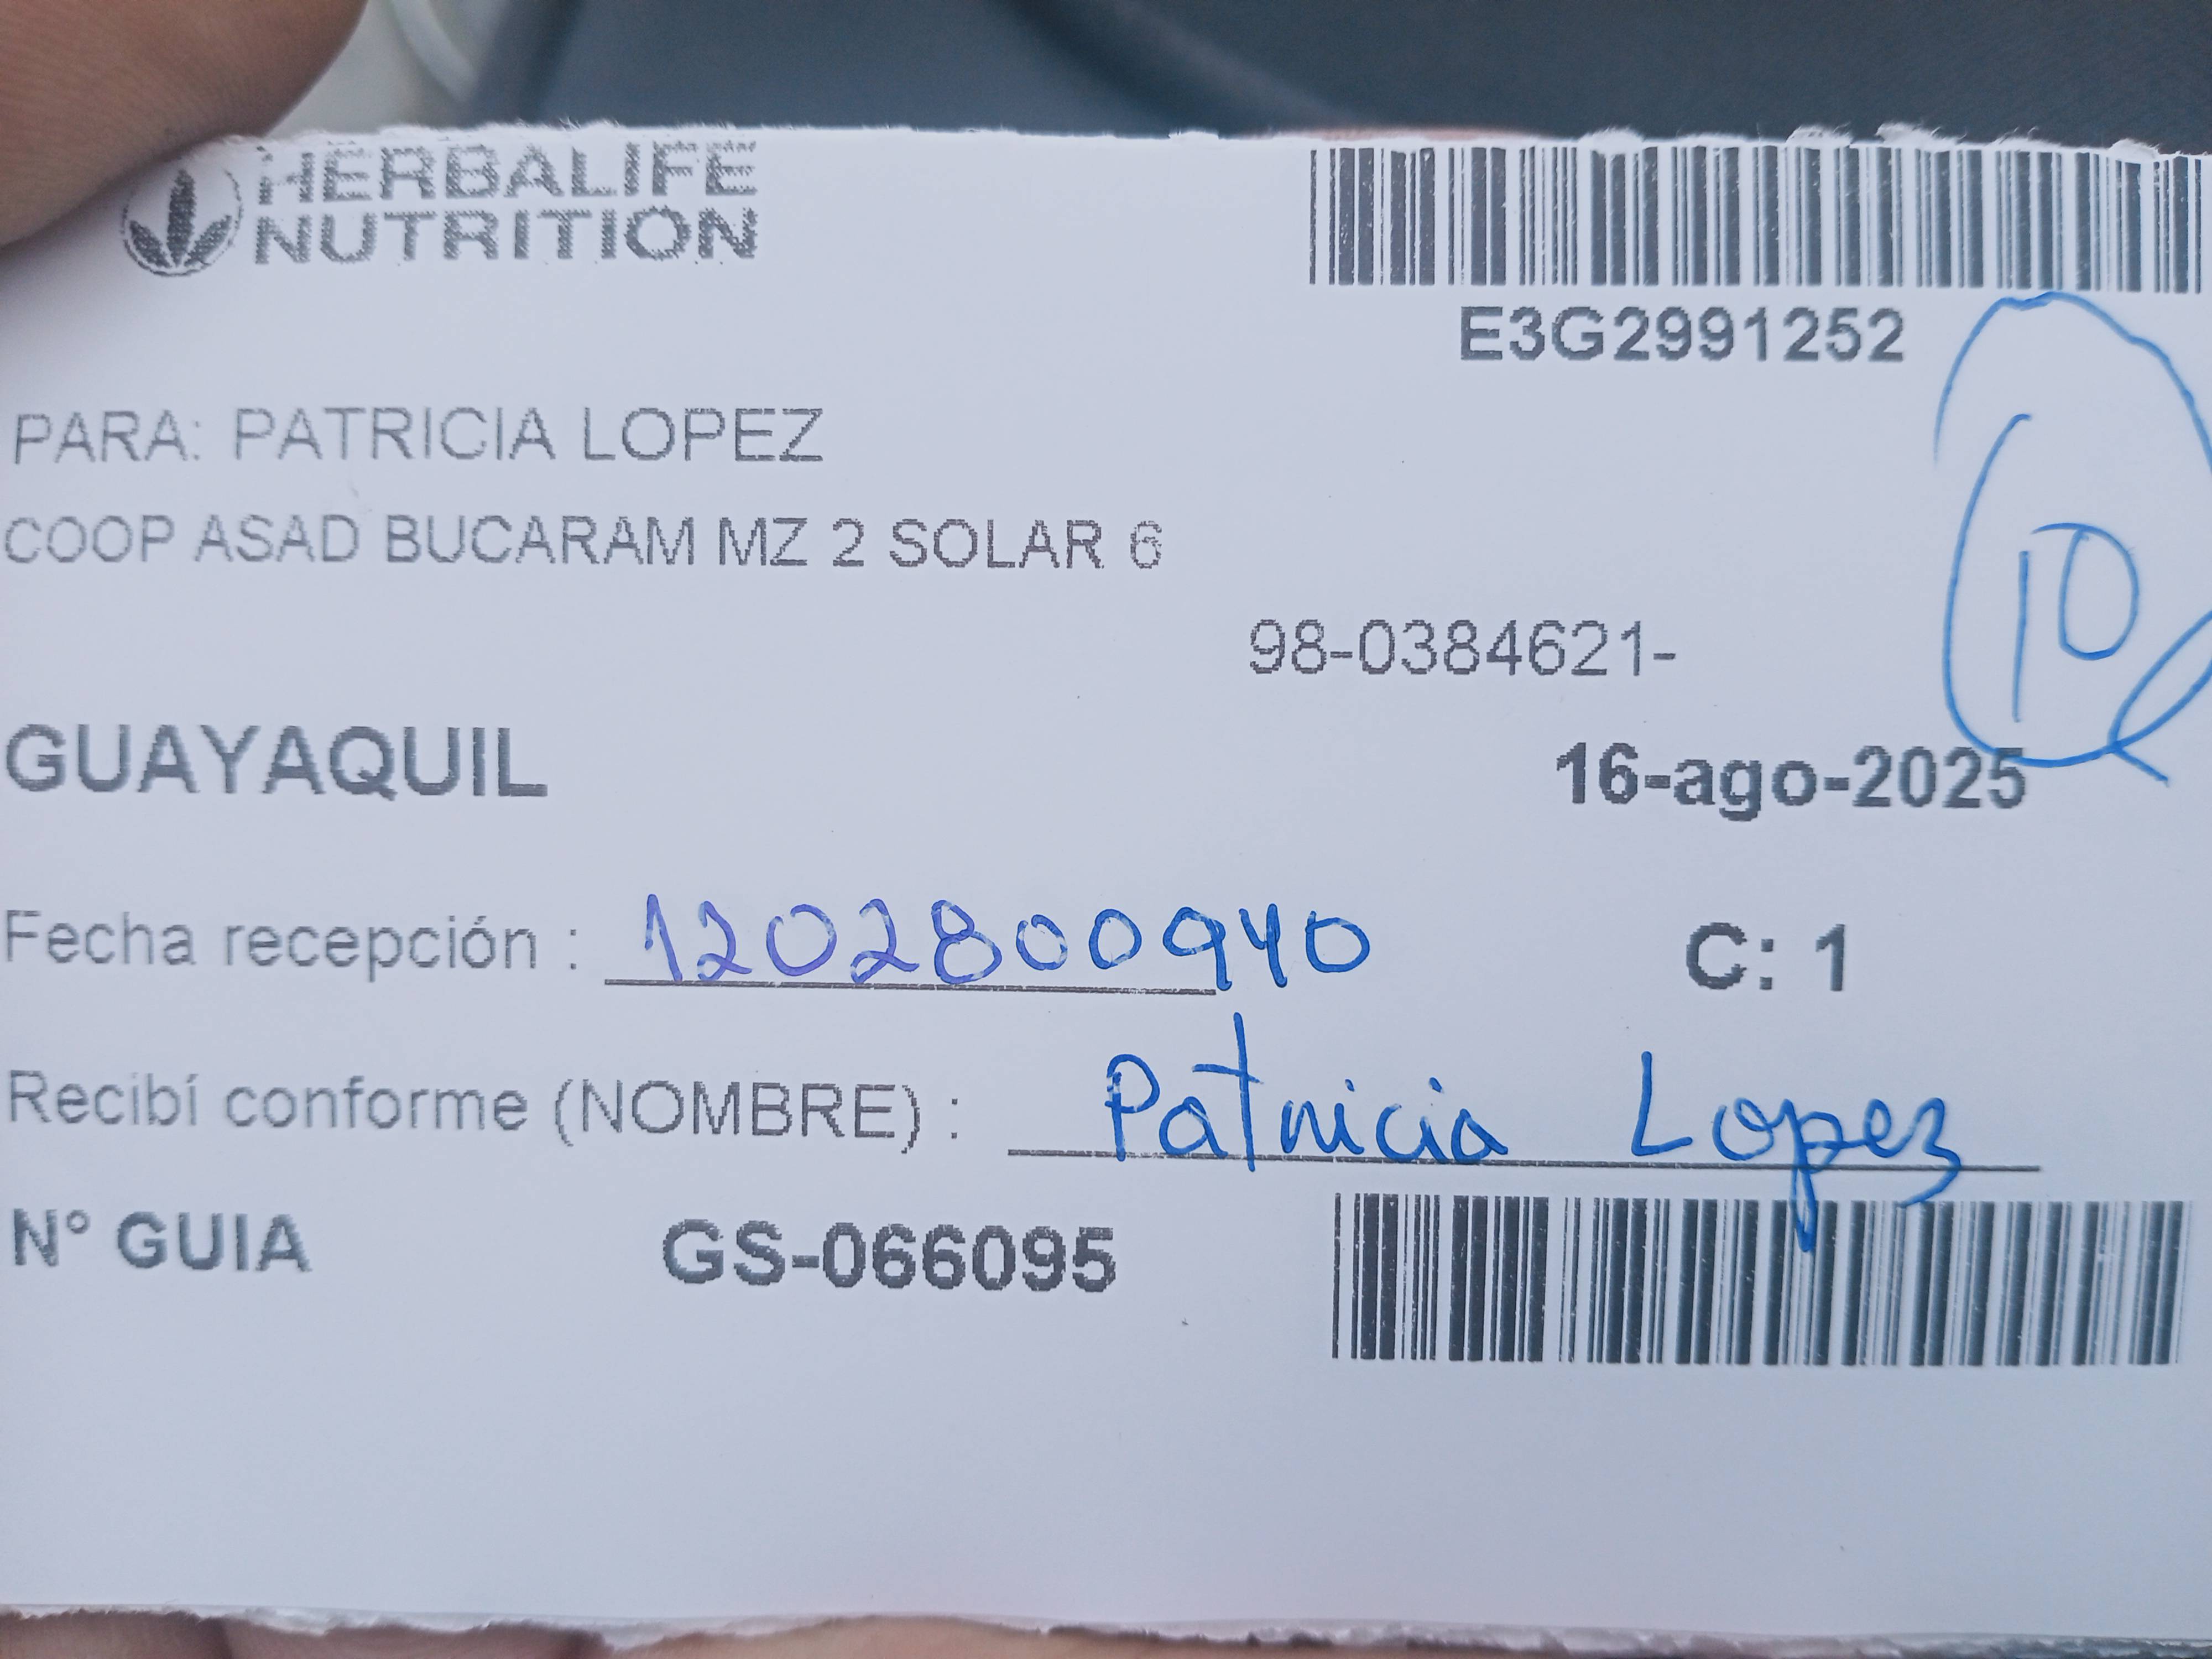 HERBALIFE
NUTRITION
E3G2991252
PARA: PATRICIA LOPEZ
COOP ASAD BUCARAM MZ 2 SOLAR 6
10
98-0384621-
GUAYAQUIL
16-ago-2025
Fecha recepción : 1202800940
C: 1
Recibí conforme (NOMBRE) : Patricia Lopez
N° GUIA GS-066095